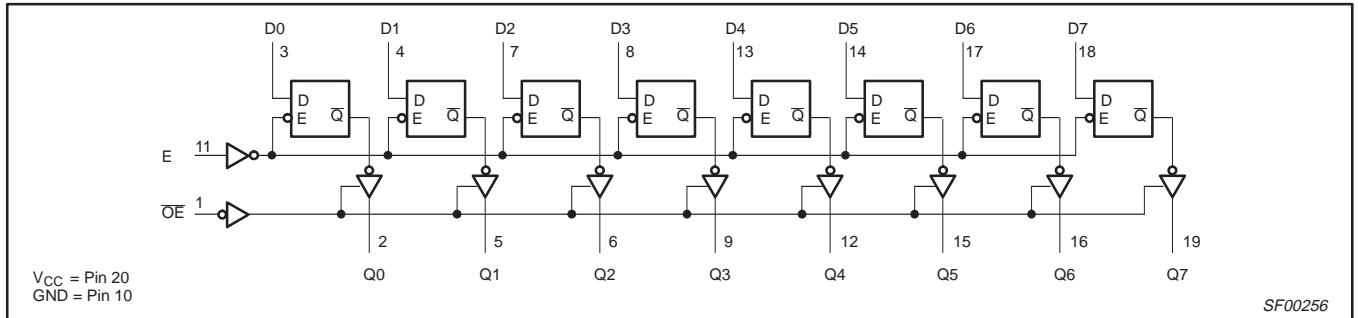 D0 D1 D2 D3 D4 D5 D6 D7
3 4 7 8 13 14 17 18
D Q̅ D Q̅ D Q̅ D Q̅ D Q̅ D Q̅ D Q̅ D Q̅
E E E E E E E E
E 11
O̅E̅ 1
2 5 6 9 12 15 16 19
Q0 Q1 Q2 Q3 Q4 Q5 Q6 Q7
VCC = Pin 20
GND = Pin 10
SF00256